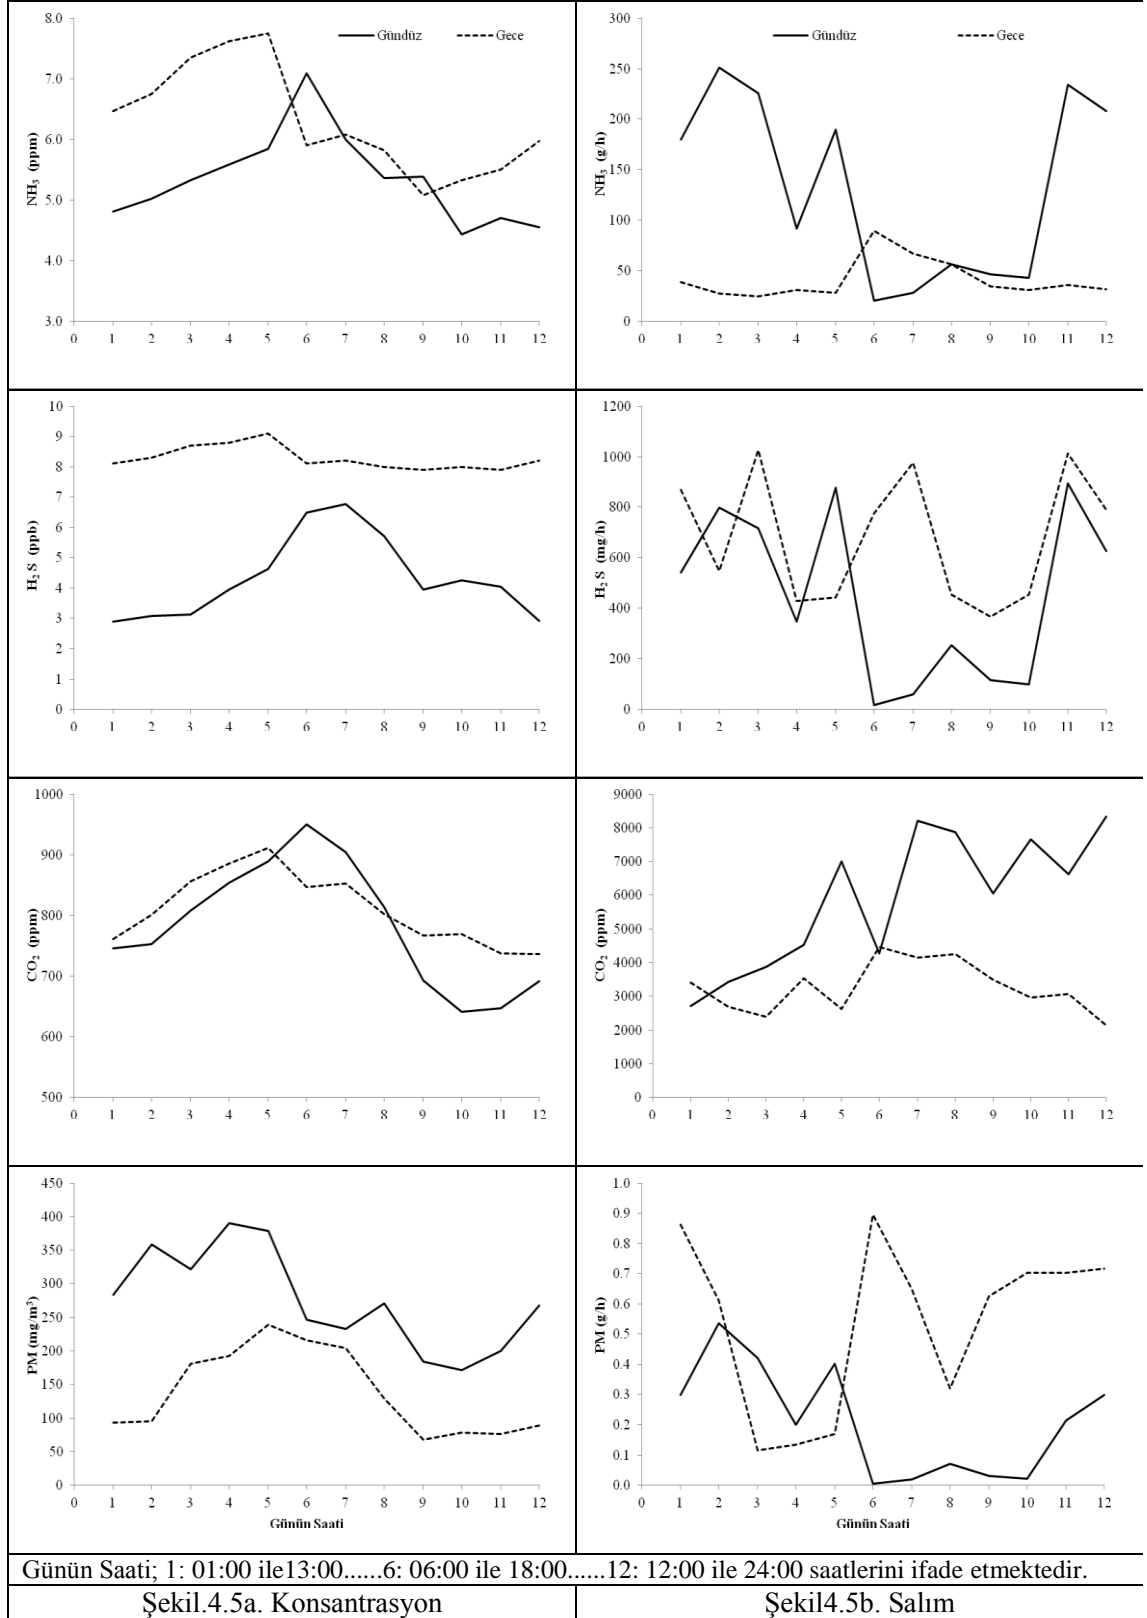 8.0
7.0
6.0
5.0
4.0
3.0
NH₃ (ppm)
Gündüz Gece
0 1 2 3 4 5 6 7 8 9 10 11 12
300
250
200
150
100
50
0
NH₃ (g/h)
Gündüz Gece
0 1 2 3 4 5 6 7 8 9 10 11 12
10
9
8
7
6
5
4
3
2
1
0
H₂ S (ppb)
0 1 2 3 4 5 6 7 8 9 10 11 12
1200
1000
800
600
400
200
0
H₂ S (mg/h)
0 1 2 3 4 5 6 7 8 9 10 11 12
1000
900
800
700
600
500
CO₂ (ppm)
0 1 2 3 4 5 6 7 8 9 10 11 12
9000
8000
7000
6000
5000
4000
3000
2000
1000
0
CO₂ (ppm)
0 1 2 3 4 5 6 7 8 9 10 11 12
450
400
350
300
250
200
150
100
50
0
PM (mg/m³)
0 1 2 3 4 5 6 7 8 9 10 11 12
Günün Saati
1.0
0.9
0.8
0.7
0.6
0.5
0.4
0.3
0.2
0.1
0.0
PM (g/h)
0 1 2 3 4 5 6 7 8 9 10 11 12
Günün Saati
Günün Saati; 1: 01:00 ile13:00......6: 06:00 ile 18:00......12: 12:00 ile 24:00 saatlerini ifade etmektedir.
Şekil.4.5a. Konsantrasyon
Şekil4.5b. Salım